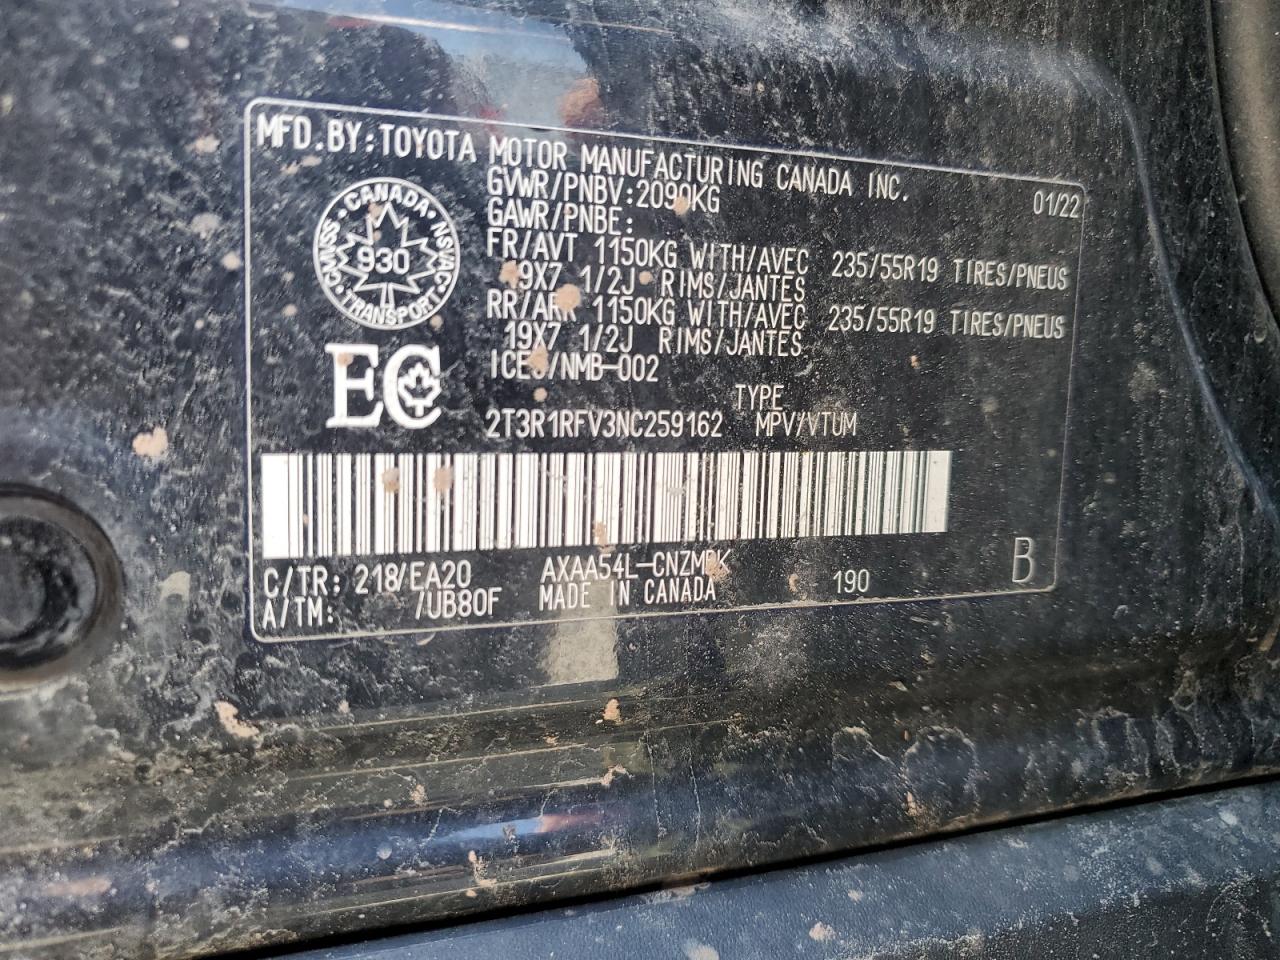 MFD.BY:TOYOTA MOTOR MANUFACTURING CANADA INC.
GVWR/PNBV:2090KG 01/22
GAWR/PNBE:
FR/AVT 1150KG WITH/AVEC 235/55R19 TIRES/PNEUS
19X7 1/2J RIMS/JANTES
RR/ARR 1150KG WITH/AVEC 235/55R19 TIRES/PNEUS
19X7 1/2J RIMS/JANTES
ICES/NMB-002
CANADA
930
TRANSPORT
CMVSS
NSVAC
EC
TYPE
2T3R1RFV3NC259162 MPV/VTUM
C/TR: 218/EA20 190 B
A/TM: /UB80F MADE IN CANADA